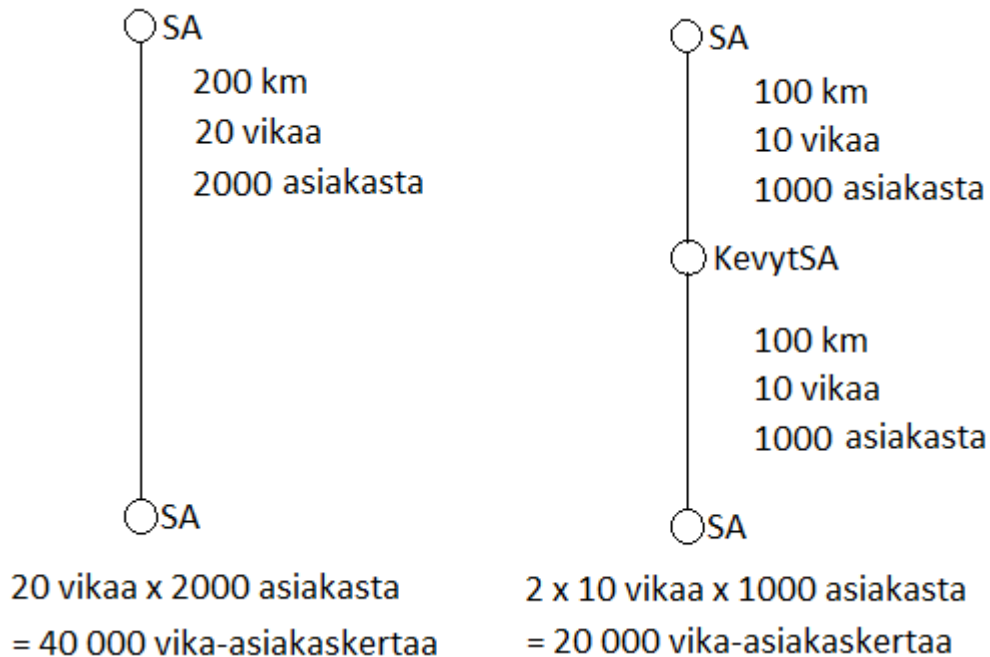 SA
200 km
20 vikaa
2000 asiakasta
SA
20 vikaa x 2000 asiakasta
= 40 000 vika-asiakaskertaa
SA
100 km
10 vikaa
1000 asiakasta
KevytSA
100 km
10 vikaa
1000 asiakasta
SA
2 x 10 vikaa x 1000 asiakasta
= 20 000 vika-asiakaskertaa